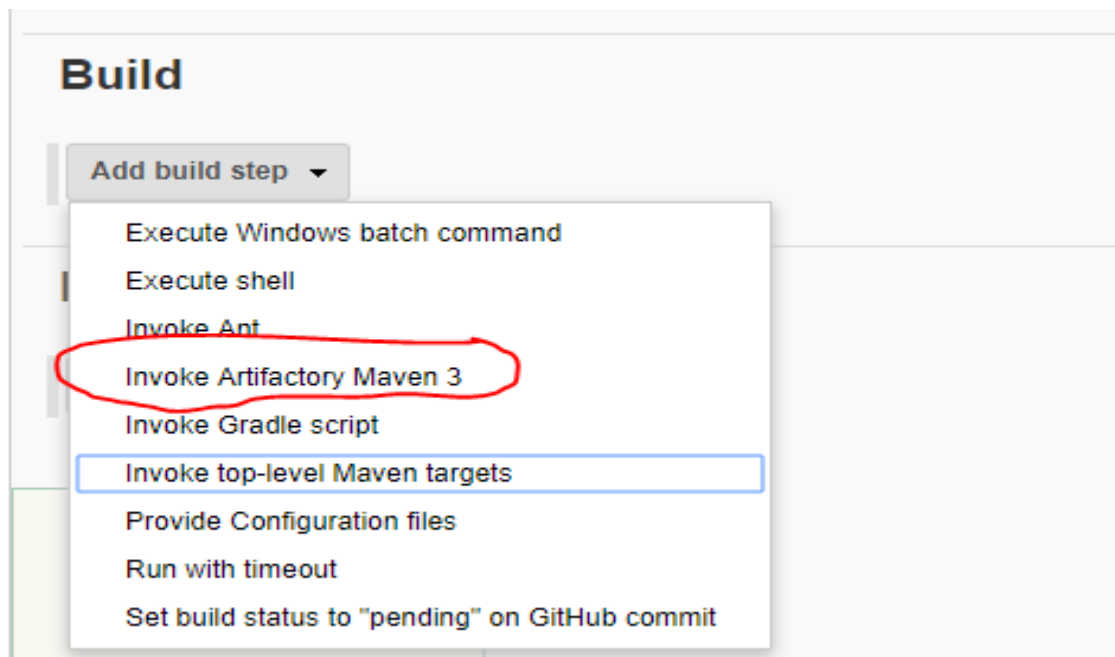 Build
Add build step
Execute Windows batch command
Execute shell
Invoke Ant
Invoke Artifactory Maven 3
Invoke Gradle script
Invoke top-level Maven targets
Provide Configuration files
Run with timeout
Set build status to "pending" on GitHub commit